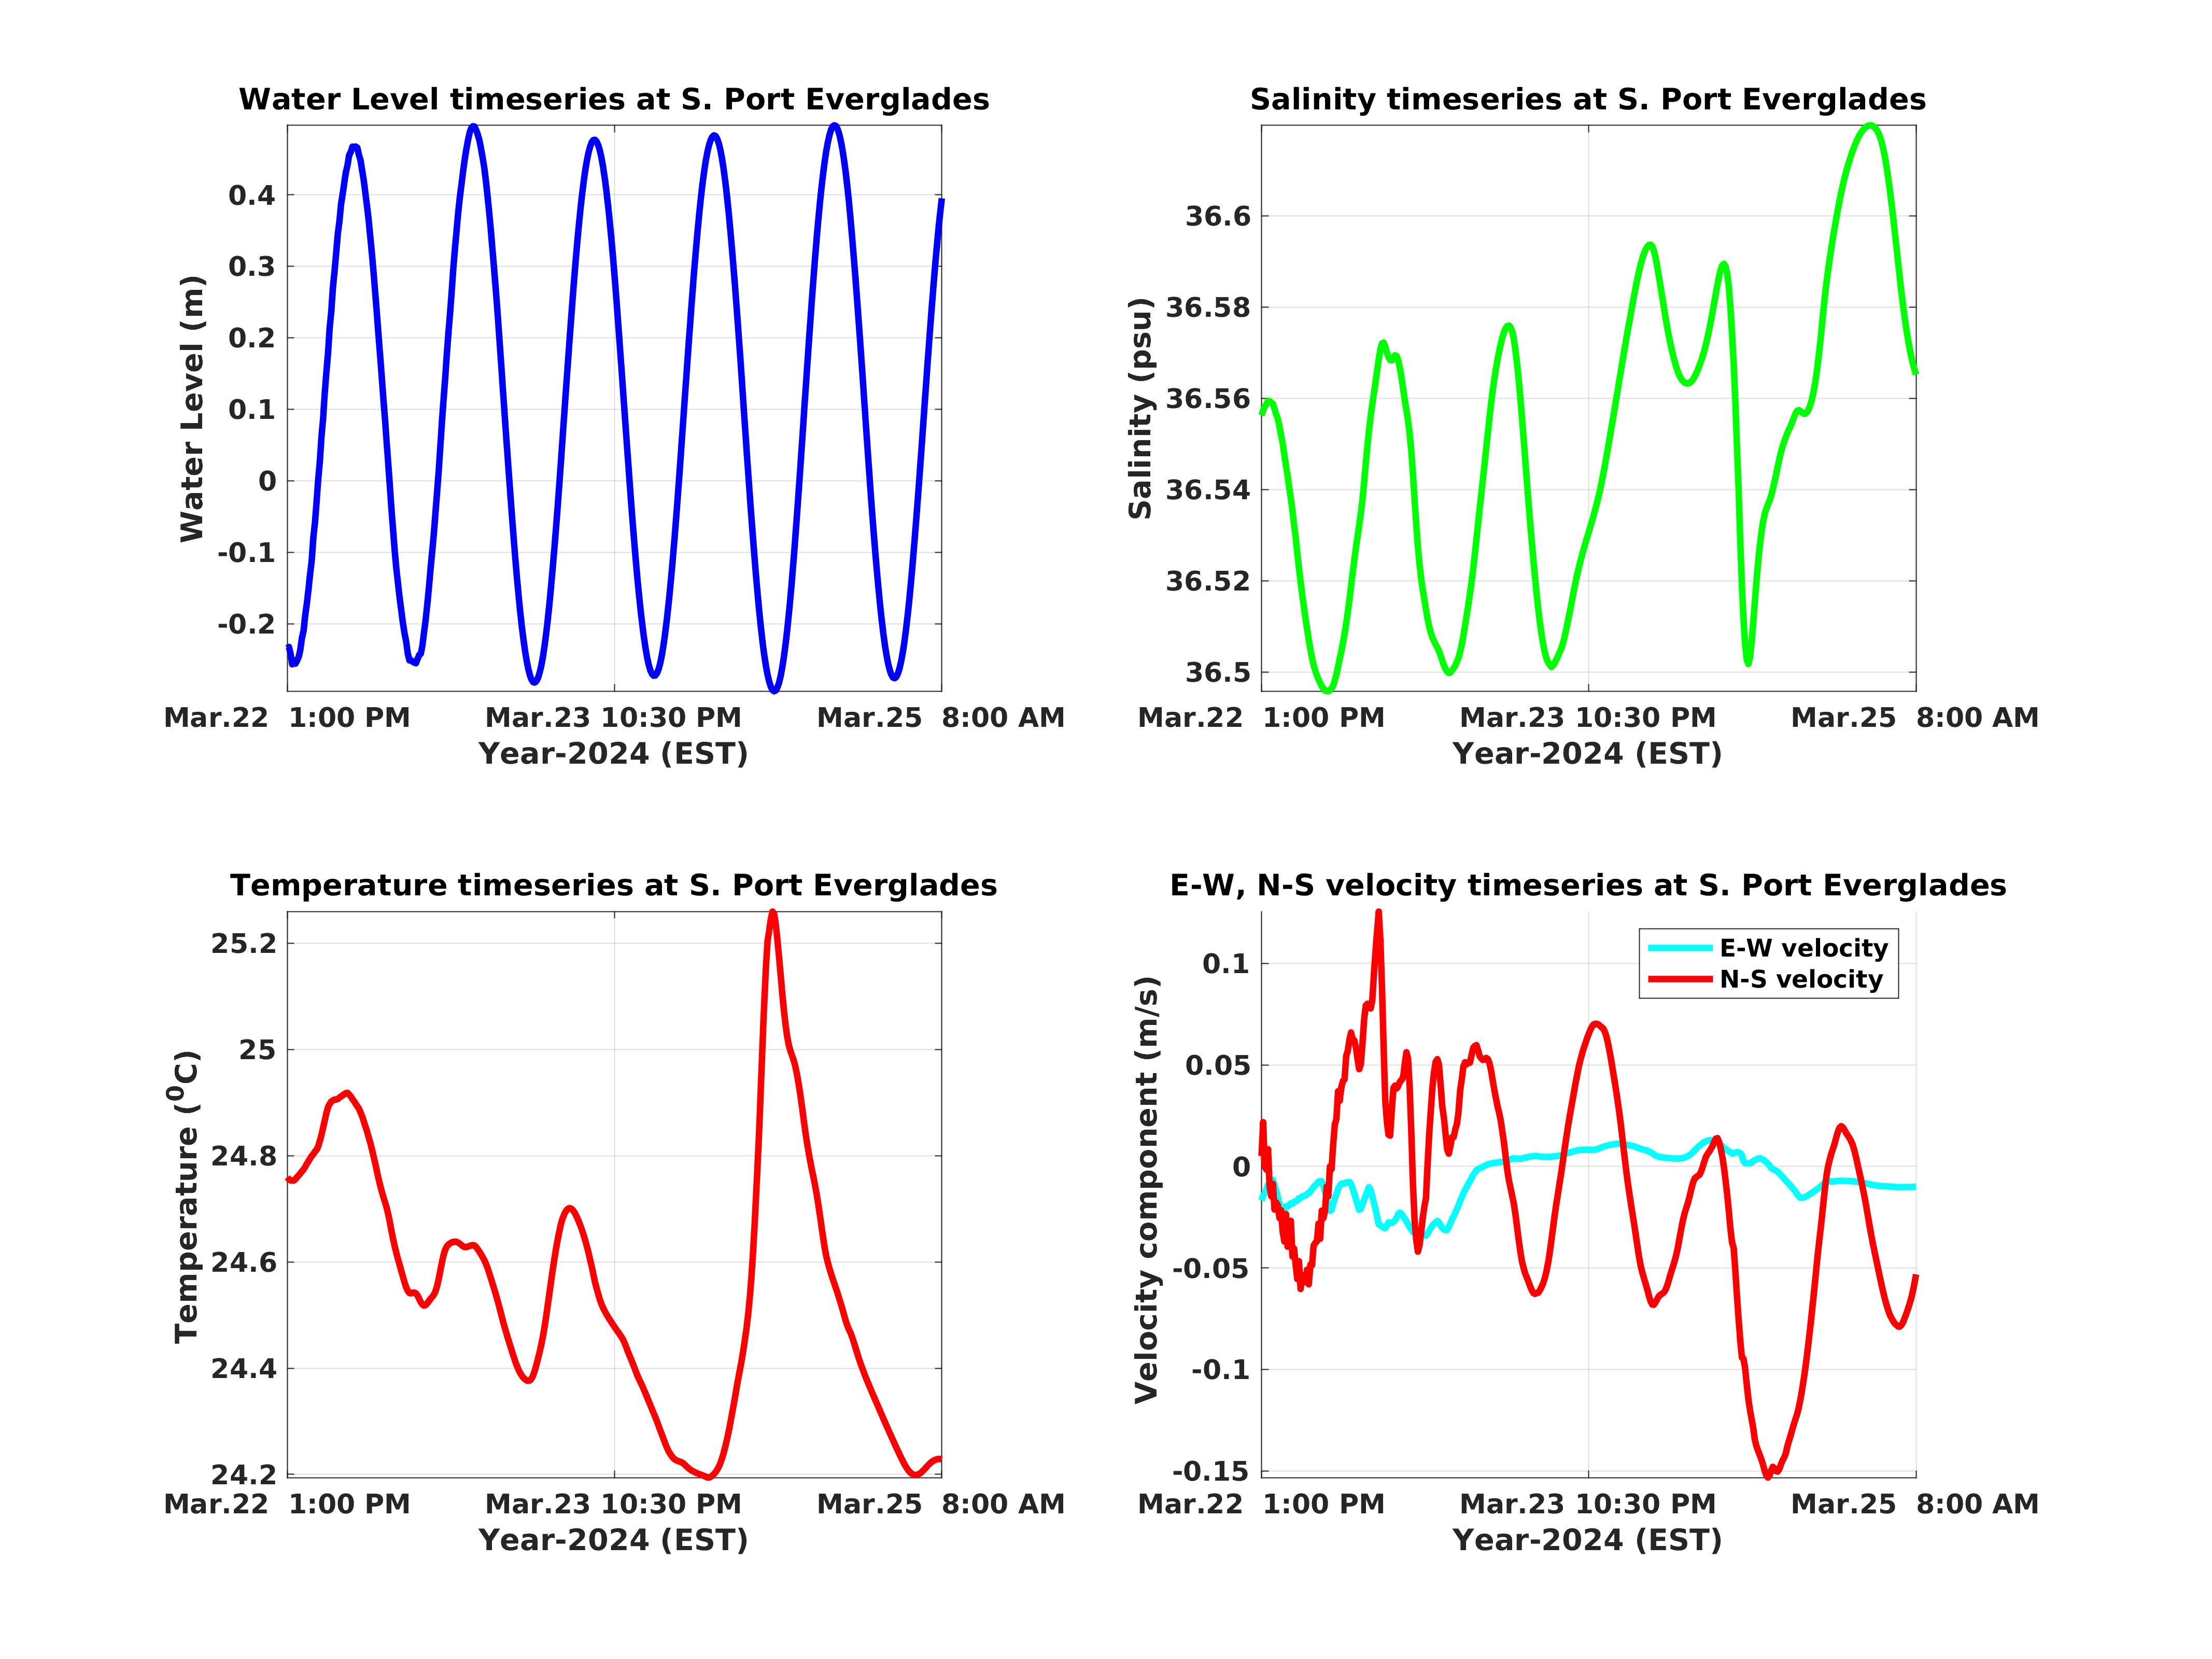 Water Level timeseries at S. Port Everglades
Water Level (m)
0.4
0.3
0.2
0.1
0
-0.1
-0.2
Mar.22 1:00 PM
Mar.23 10:30 PM
Mar.25 8:00 AM
Year-2024 (EST)
Salinity timeseries at S. Port Everglades
Salinity (psu)
36.6
36.58
36.56
36.54
36.52
36.5
Mar.22 1:00 PM
Mar.23 10:30 PM
Mar.25 8:00 AM
Year-2024 (EST)
Temperature timeseries at S. Port Everglades
Temperature (⁰C)
25.2
25
24.8
24.6
24.4
24.2
Mar.22 1:00 PM
Mar.23 10:30 PM
Mar.25 8:00 AM
Year-2024 (EST)
E-W, N-S velocity timeseries at S. Port Everglades
Velocity component (m/s)
0.1
0.05
0
-0.05
-0.1
-0.15
E-W velocity
N-S velocity
Mar.22 1:00 PM
Mar.23 10:30 PM
Mar.25 8:00 AM
Year-2024 (EST)